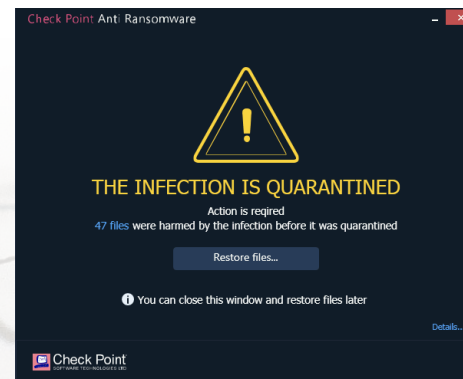 Check Point Anti Ransomware
THE INFECTION IS QUARANTINED
Action is reqired
47 files were harmed by the infection before it was quarantined
Restore files...
You can close this window and restore files later
Details...
Check Point
SOFTWARE TECHNOLOGIES LTD